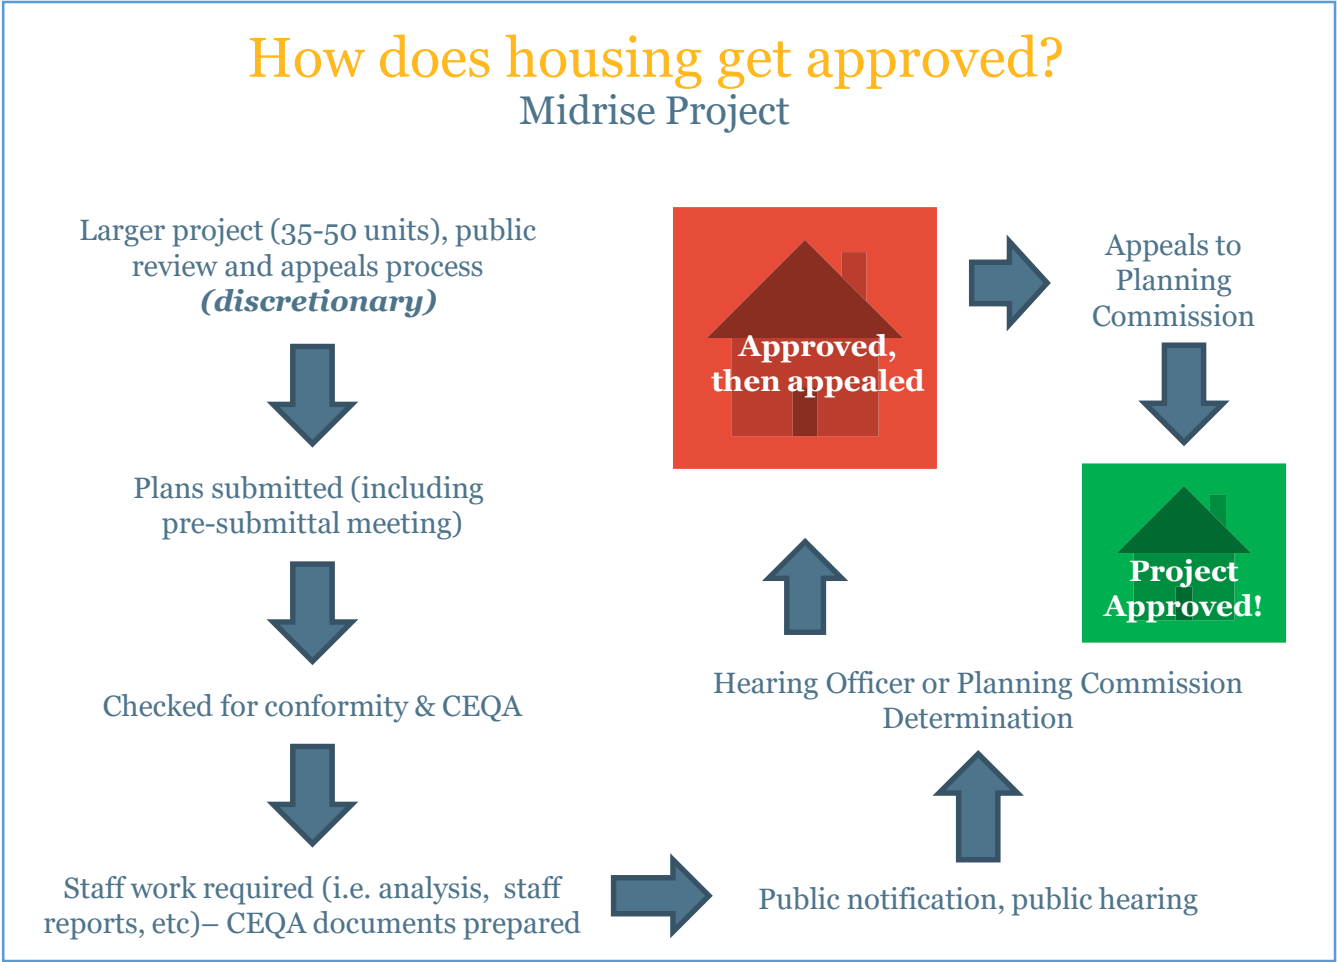 How does housing get approved?
Midrise Project
Larger project (35-50 units), public
review and appeals process
(discretionary)
Plans submitted (including
pre-submittal meeting)
Checked for conformity & CEQA
Staff work required (i.e. analysis,  staff
reports, etc)– CEQA documents prepared
Public notification, public hearing
Hearing Officer or Planning Commission
Determination
Approved,
then appealed
Appeals to
Planning
Commission
Project
Approved!